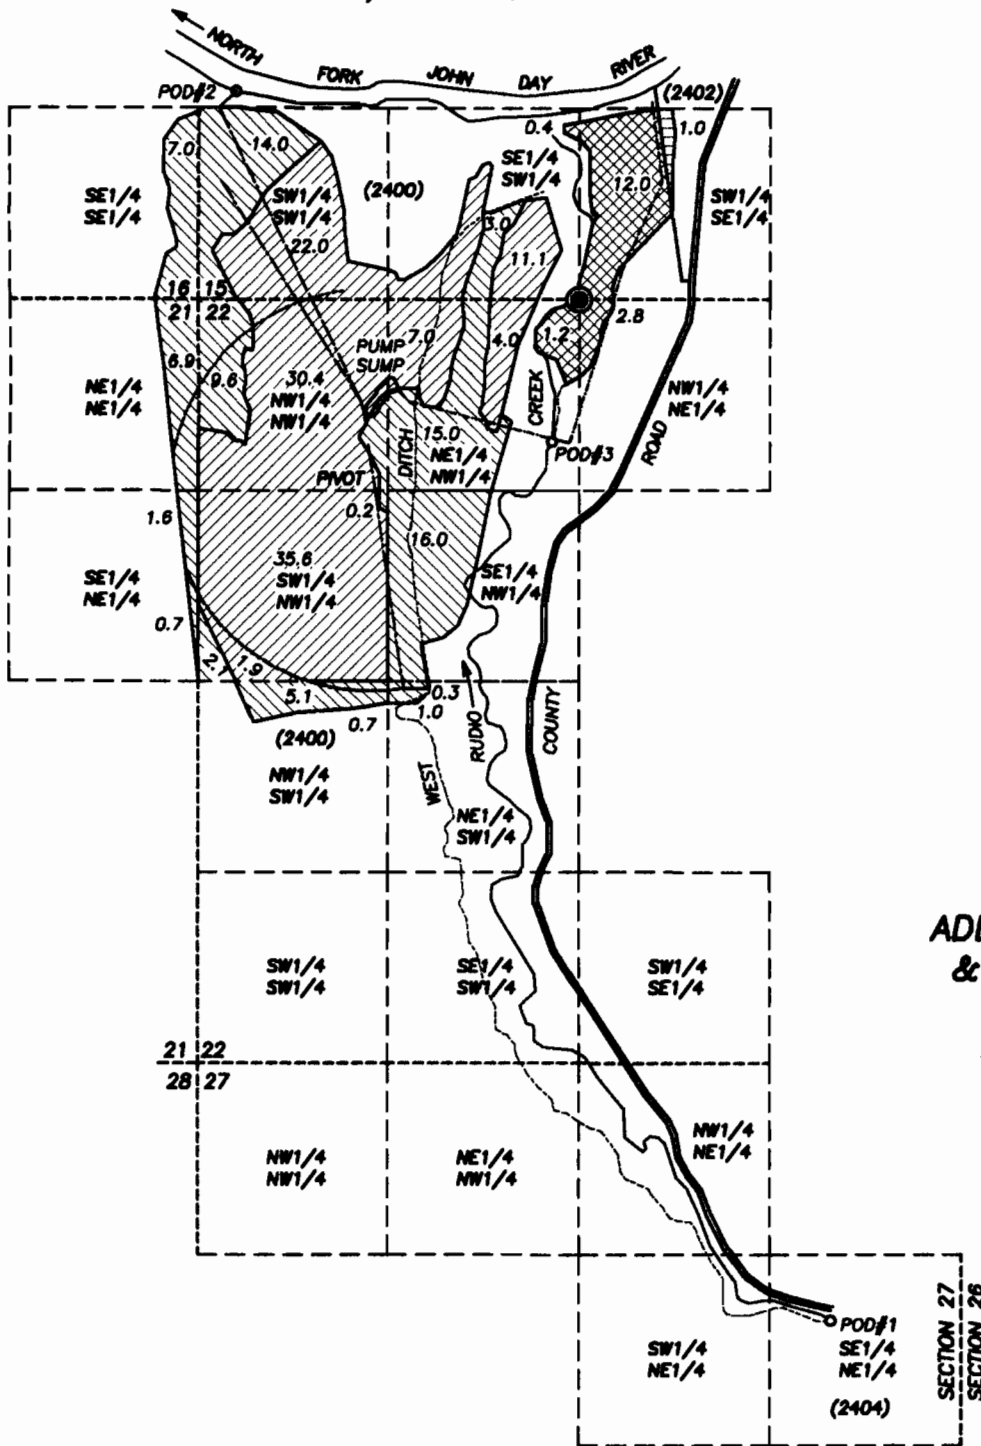 NORTH FORK JOHN DAY RIVER
POD#2
(2402)
7.0
14.0
0.4
1.0
SE1/4
SW1/4
12.0
SE1/4
SE1/4
SW1/4
SW1/4
(2400)
SW1/4
SE1/4
22.0
3.0
11.1
16 15
21 22
1.2
2.8
PUMP
SUMP
7.0
4.0
6.9
9.6
NE1/4
NE1/4
30.4
NW1/4
NW1/4
CREEK
NW1/4
NE1/4
ROAD
15.0
NE1/4
NW1/4
DITCH
POD#3
PIVOT
0.2
1.6
16.0
35.6
SW1/4
NW1/4
SE1/4
NW1/4
SE1/4
NE1/4
0.7
2.1
1.9
5.1
0.3
1.0
0.7
RUDIO
COUNTY
(2400)
NW1/4
SW1/4
WEST
NE1/4
SW1/4
ADI
&
SW1/4
SW1/4
SE1/4
SW1/4
SW1/4
SE1/4
21 22
28 27
NW1/4
NW1/4
NE1/4
NW1/4
NW1/4
NE1/4
POD#1
SW1/4
NE1/4
SE1/4
NE1/4
(2404)
SECTION 27
SECTION 26